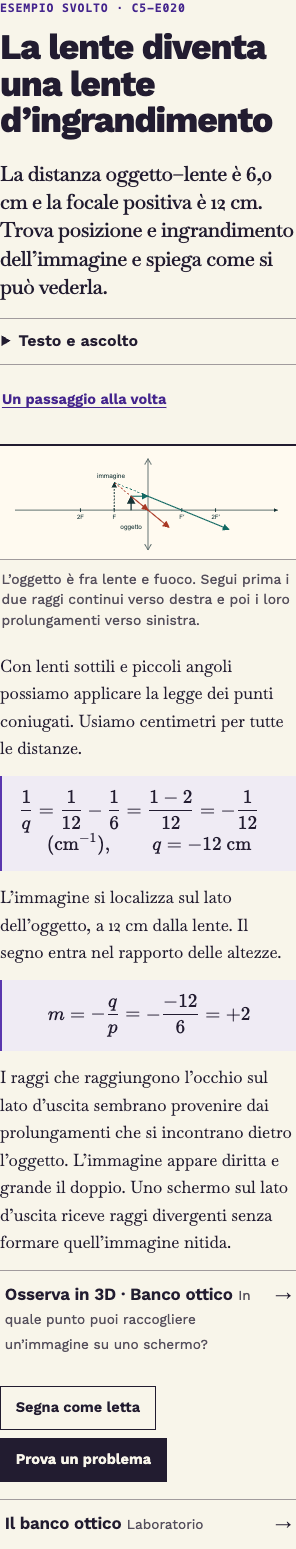 ESEMPIO SVOLTO · C5-E020
La lente diventa
una lente
d’ingrandimento
La distanza oggetto–lente è 6,0
cm e la focale positiva è 12 cm.
Trova posizione e ingrandimento
dell’immagine e spiega come si
può vederla.
▶ Testo e ascolto
Un passaggio alla volta
immagine
2F F F′ 2F′
oggetto
L’oggetto è fra lente e fuoco. Segui prima i
due raggi continui verso destra e poi i loro
prolungamenti verso sinistra.
Con lenti sottili e piccoli angoli
possiamo applicare la legge dei punti
coniugati. Usiamo centimetri per tutte
le distanze.
1/q = 1/12 − 1/6 = (1 − 2)/12 = −1/12
(cm⁻¹), q = −12 cm
L’immagine si localizza sul lato
dell’oggetto, a 12 cm dalla lente. Il
segno entra nel rapporto delle altezze.
m = −q/p = −(−12)/6 = +2
I raggi che raggiungono l’occhio sul
lato d’uscita sembrano provenire dai
prolungamenti che si incontrano dietro
l’oggetto. L’immagine appare diritta e
grande il doppio. Uno schermo sul lato
d’uscita riceve raggi divergenti senza
formare quell’immagine nitida.
Osserva in 3D · Banco ottico In →
quale punto puoi raccogliere
un’immagine su uno schermo?
Segna come letta
Prova un problema
Il banco ottico Laboratorio →